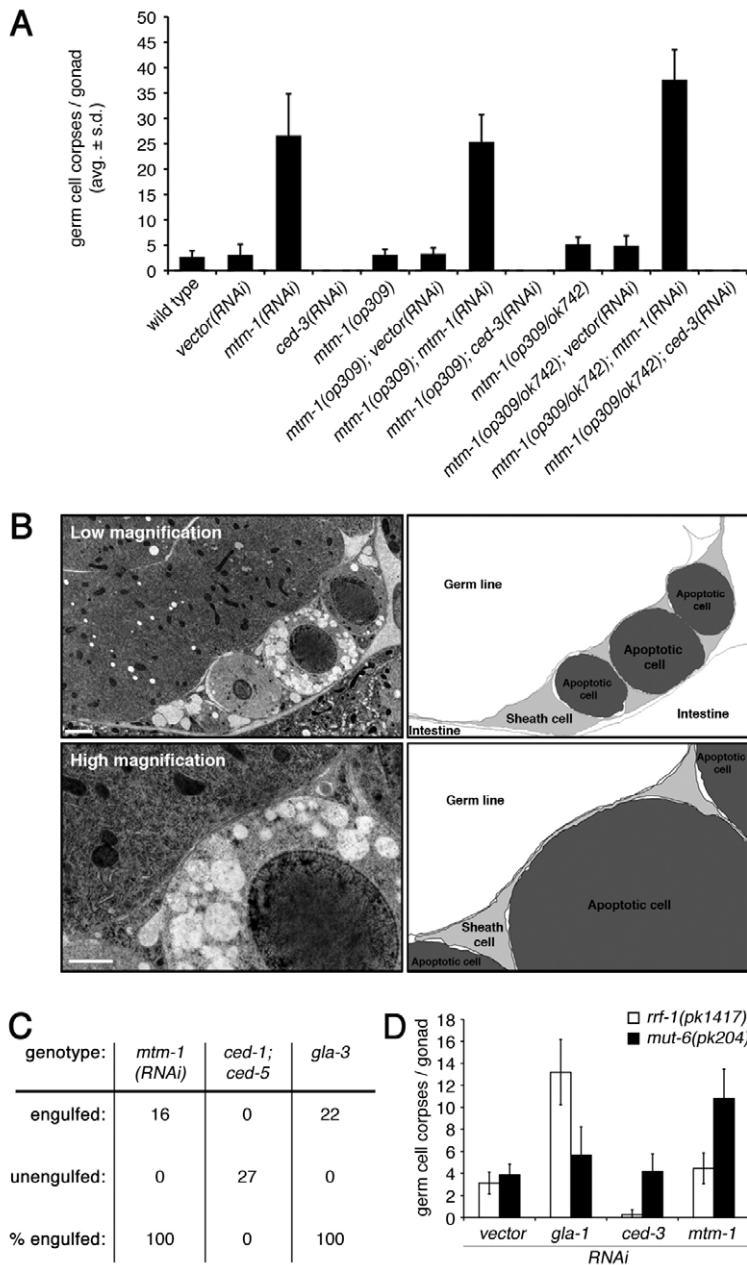 A
germ cell corpses / gonad
(avg. ± s.d.)
50
45
40
35
30
25
20
15
10
5
0
wild type
vector(RNAi)
mtm-1(RNAi)
ced-3(RNAi)
mtm-1(op309)
mtm-1(op309); vector(RNAi)
mtm-1(op309); mtm-1(RNAi)
mtm-1(op309); ced-3(RNAi)
mtm-1(op309/ok742)
mtm-1(op309/ok742); vector(RNAi)
mtm-1(op309/ok742); mtm-1(RNAi)
mtm-1(op309/ok742); ced-3(RNAi)
B
Low magnification
Germ line
Apoptotic
cell
Apoptotic
cell
Apoptotic
cell
Sheath cell
Intestine
Intestine
High magnification
Germ line
Apoptotic
cell
Apoptotic cell
Sheath
cell
Apoptotic cell
C
genotype: mtm-1 (RNAi) ced-1; ced-5 gla-3
engulfed: 16 0 22
unengulfed: 0 27 0
% engulfed: 100 0 100
D
rrf-1(pk1417)
mut-6(pk204)
germ cell corpses / gonad
18
16
14
12
10
8
6
4
2
0
vector gla-1 ced-3 mtm-1
RNAi